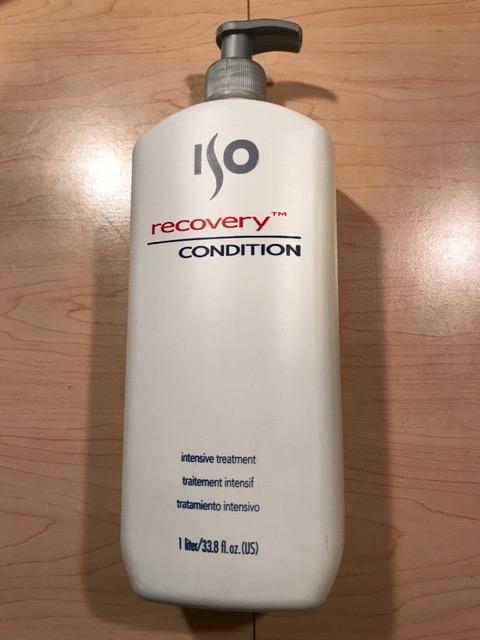 ISO
recovery™
CONDITION
intensive treatment
traitement intensif
tratamiento intensivo
1 liter/33.8 fl. oz. (US)